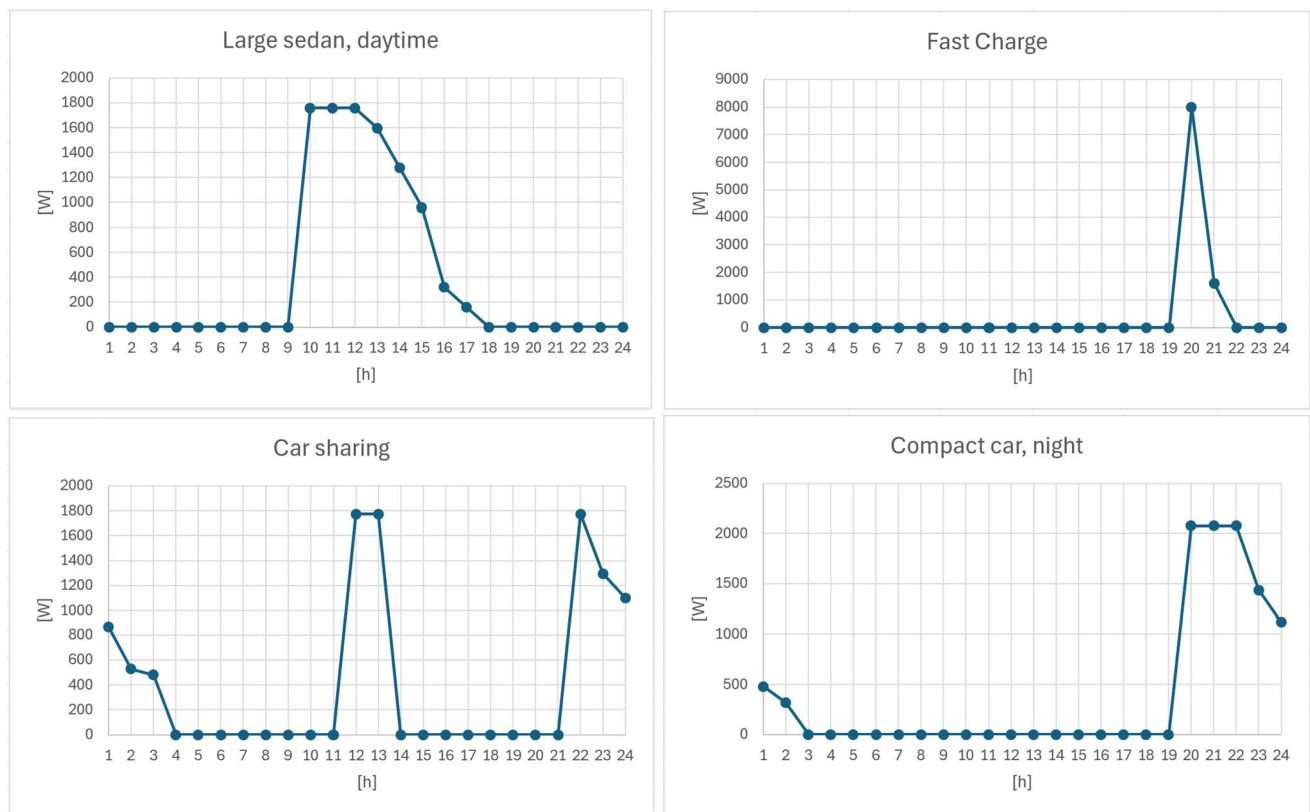 Large sedan, daytime
2000
1800
1600
1400
1200
1000
800
600
400
200
0
[W]
1 2 3 4 5 6 7 8 9 10 11 12 13 14 15 16 17 18 19 20 21 22 23 24
[h]
Fast Charge
9000
8000
7000
6000
5000
4000
3000
2000
1000
0
[W]
1 2 3 4 5 6 7 8 9 10 11 12 13 14 15 16 17 18 19 20 21 22 23 24
[h]
Car sharing
2000
1800
1600
1400
1200
1000
800
600
400
200
0
[W]
1 2 3 4 5 6 7 8 9 10 11 12 13 14 15 16 17 18 19 20 21 22 23 24
[h]
Compact car, night
2500
2000
1500
1000
500
0
[W]
1 2 3 4 5 6 7 8 9 10 11 12 13 14 15 16 17 18 19 20 21 22 23 24
[h]